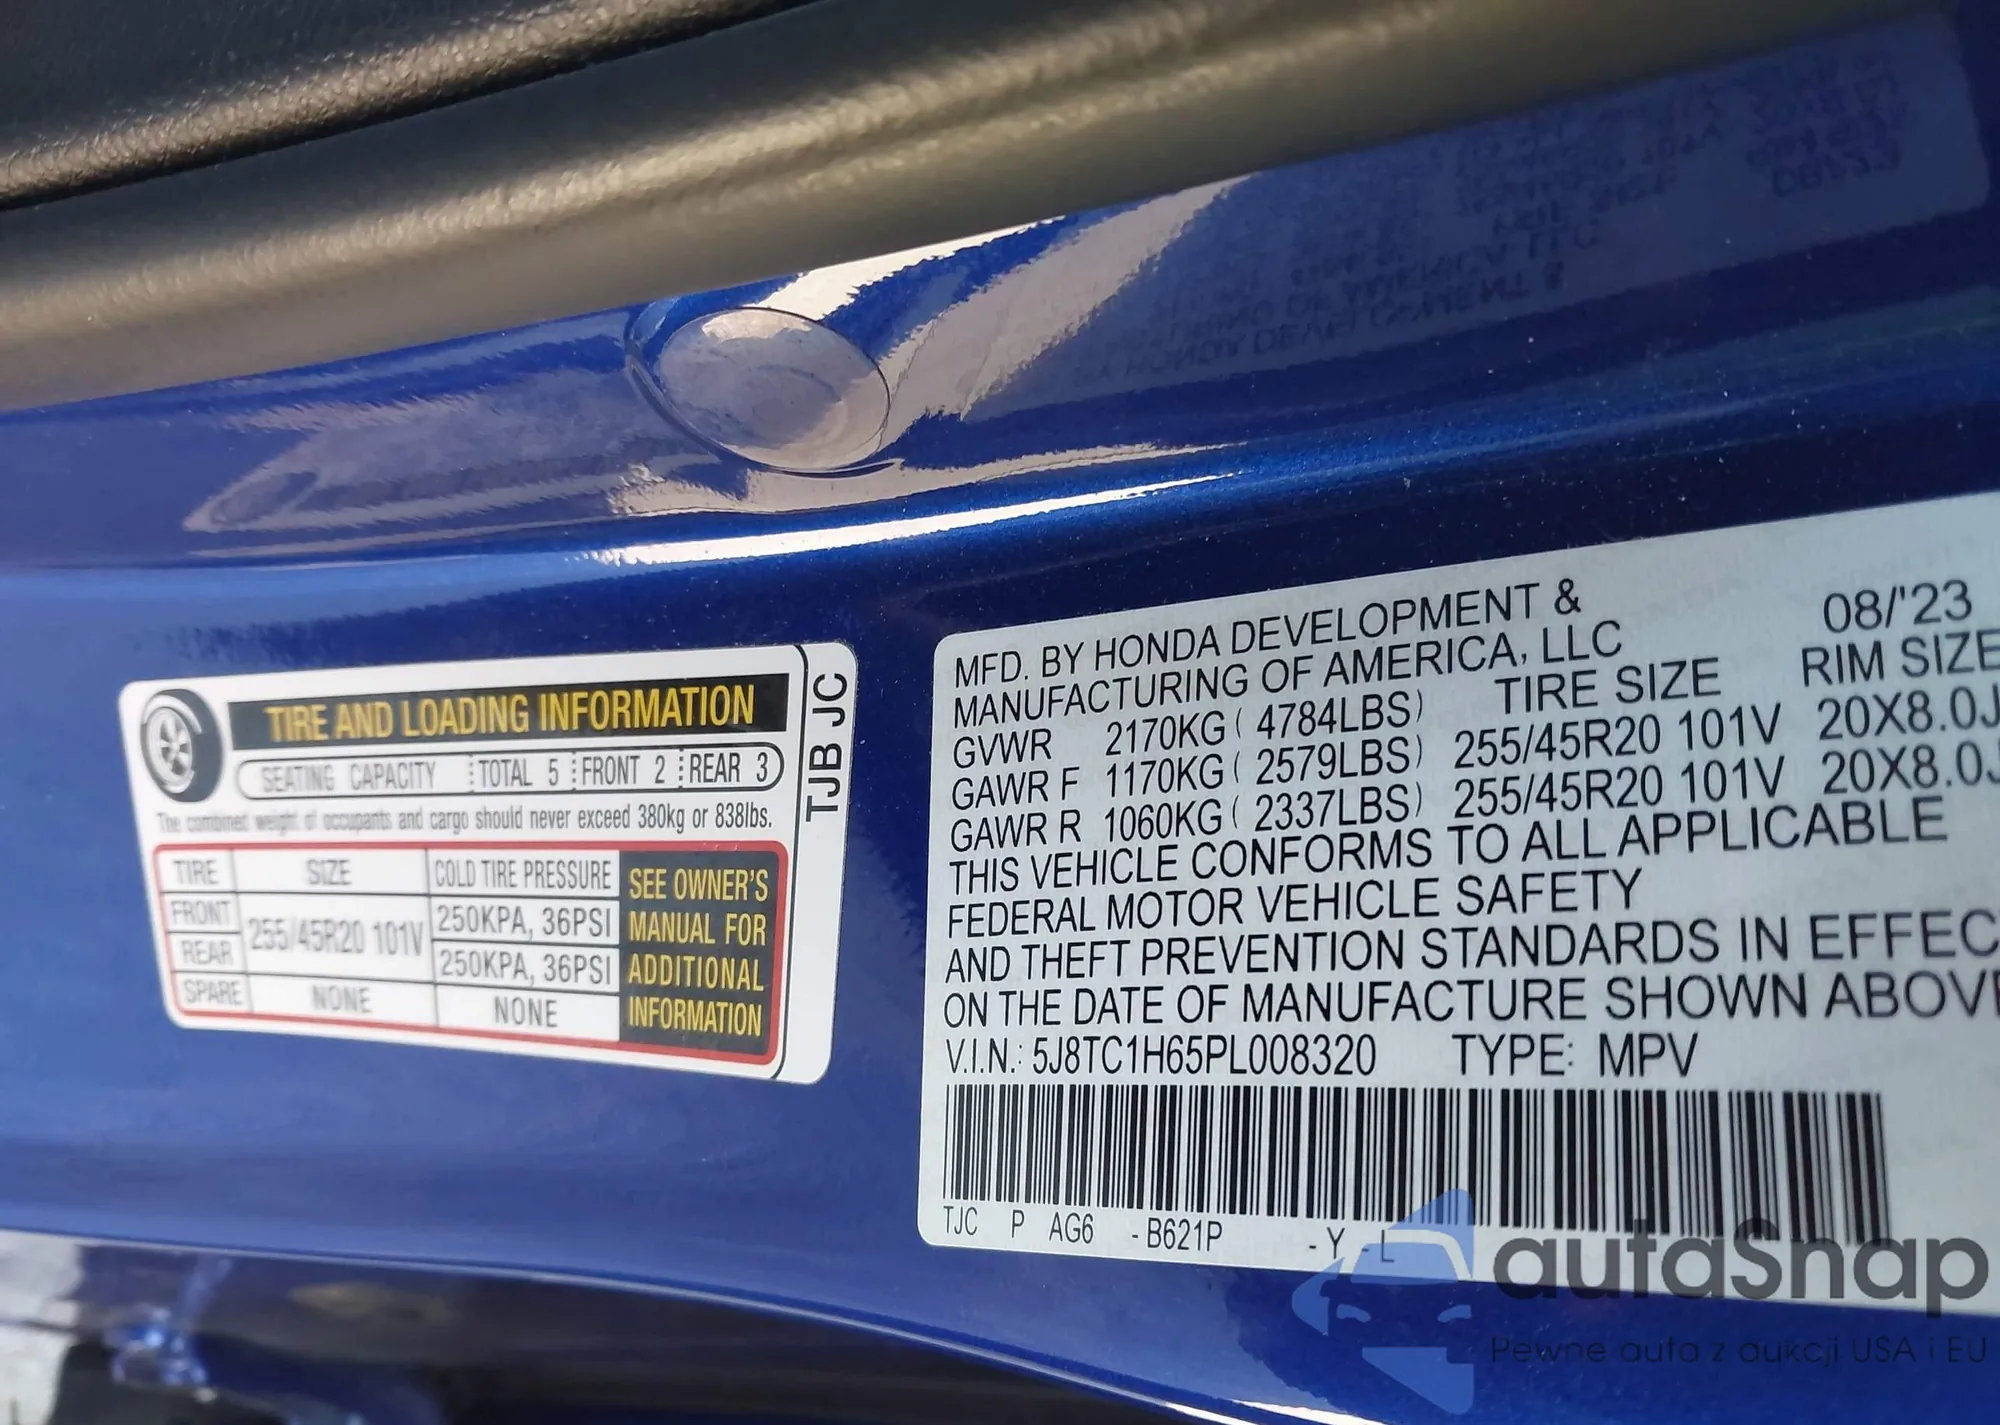 TIRE AND LOADING INFORMATION
SEATING CAPACITY TOTAL 5 FRONT 2 REAR 3
The combined weight of occupants and cargo should never exceed 380kg or 838lbs.
TIRE SIZE COLD TIRE PRESSURE
FRONT 255/45R20 101V 250KPA, 36PSI
REAR 250KPA, 36PSI
SPARE NONE NONE
SEE OWNER'S
MANUAL FOR
ADDITIONAL
INFORMATION
TJB JC
MFD. BY HONDA DEVELOPMENT & 08/'23
MANUFACTURING OF AMERICA, LLC TIRE SIZE RIM SIZE
GVWR 2170KG ( 4784LBS)
GAWR F 1170KG ( 2579LBS) 255/45R20 101V 20X8.0J
GAWR R 1060KG ( 2337LBS) 255/45R20 101V 20X8.0J
THIS VEHICLE CONFORMS TO ALL APPLICABLE
FEDERAL MOTOR VEHICLE SAFETY
AND THEFT PREVENTION STANDARDS IN EFFEC
ON THE DATE OF MANUFACTURE SHOWN ABOVE
V.I.N.: 5J8TC1H65PL008320 TYPE: MPV
TJC P AG6 - B621P - Y - L
autaSnap
Pewne auta z aukcji USA i EU